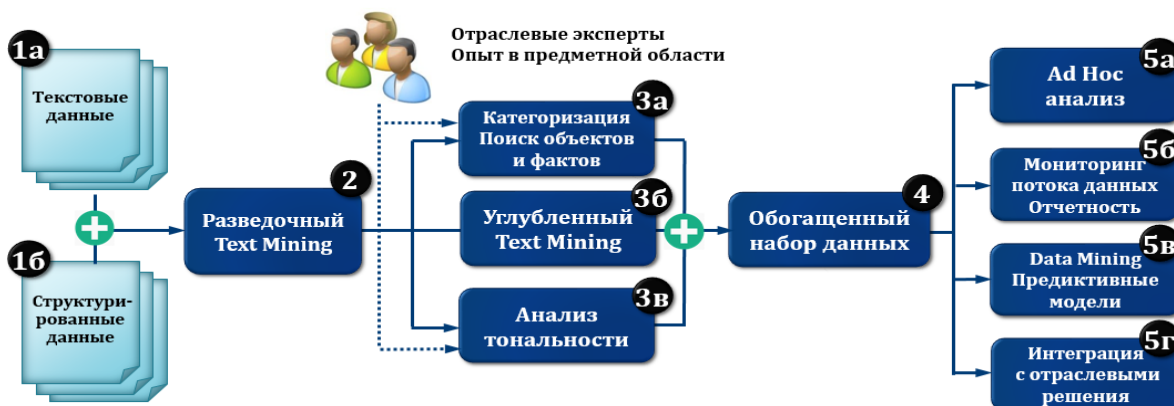 1а
Текстовые
данные
1б
Структури-
рованные
данные
2
Разведочный
Text Mining
Отраслевые эксперты
Опыт в предметной области
3а
Категоризация
Поиск объектов
и фактов
3б
Углубленный
Text Mining
3в
Анализ
тональности
4
Обогащенный
набор данных
5а
Ad Hoc
анализ
5б
Мониторинг
потока данных
Отчетность
5в
Data Mining
Предиктивные
модели
5г
Интеграция
с отраслевыми
решения